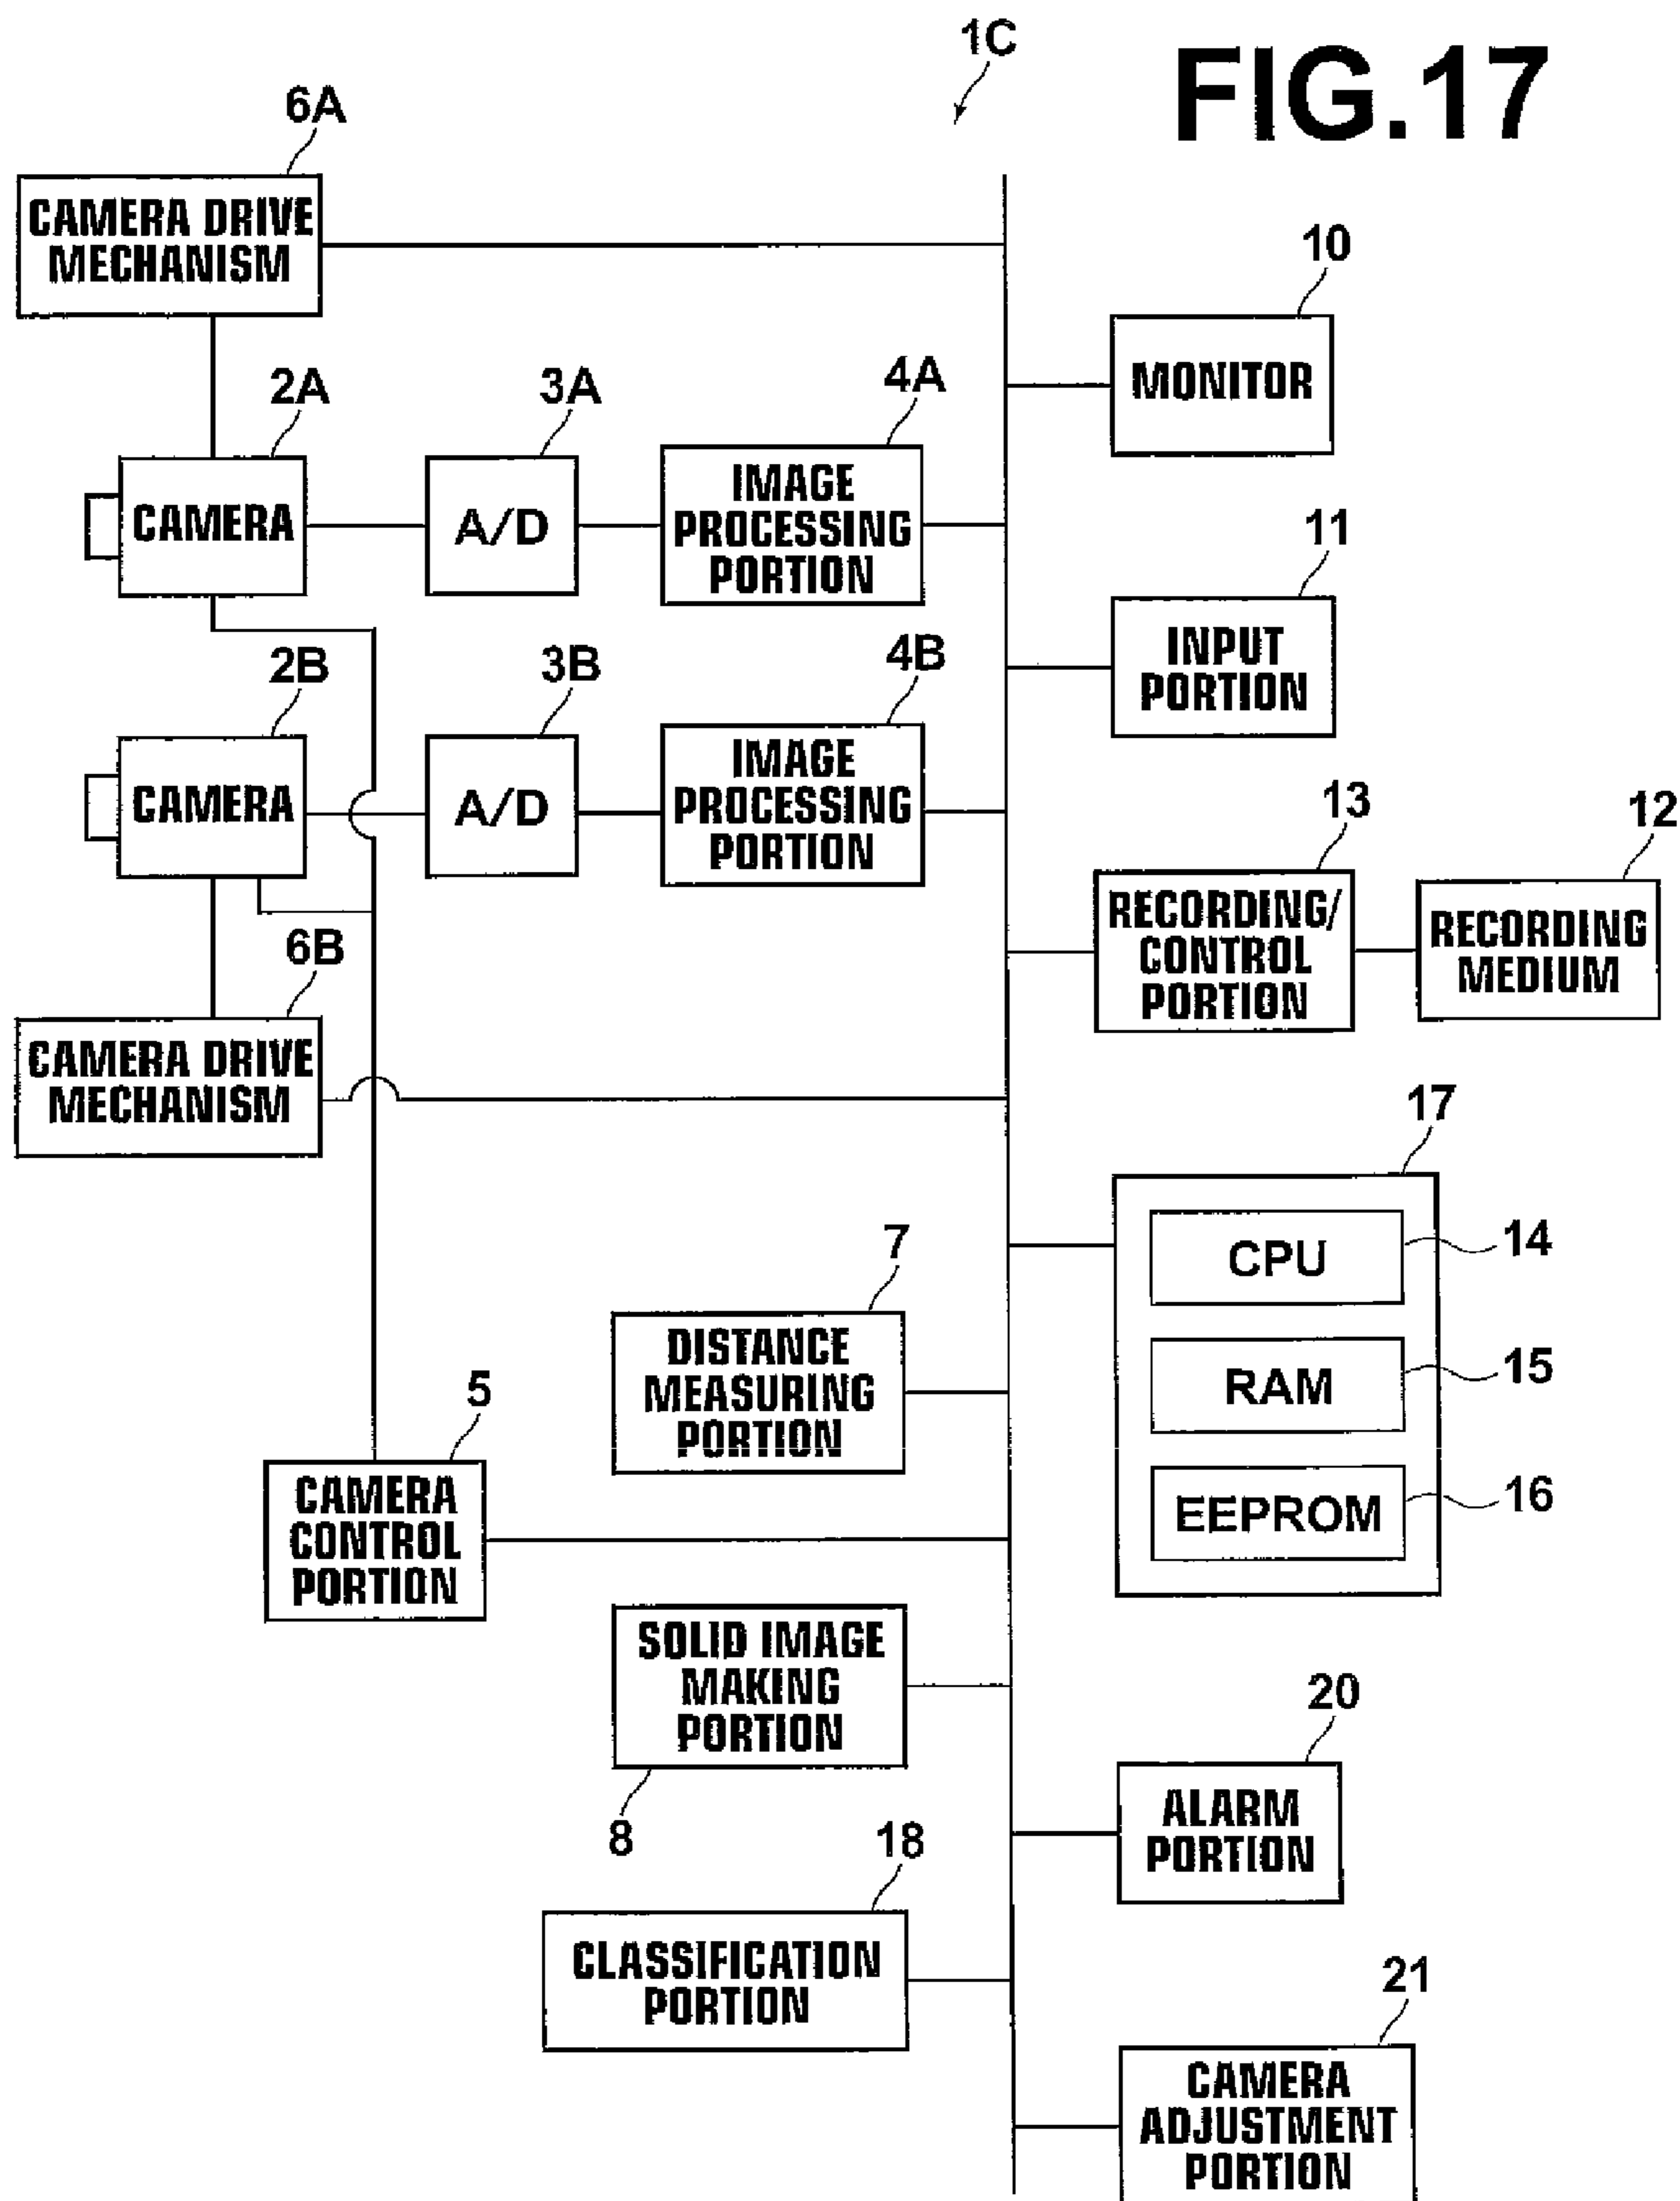 1C
FIG.17
6A
CAMERA DRIVE
MECHANISM
10
MONITOR
2A
CAMERA
3A
A/D
4A
IMAGE
PROCESSING
PORTION
11
INPUT
PORTION
2B
CAMERA
3B
A/D
4B
IMAGE
PROCESSING
PORTION
13
RECORDING/
CONTROL
PORTION
12
RECORDING
MEDIUM
6B
CAMERA DRIVE
MECHANISM
17
CPU
14
RAM
15
EEPROM
16
7
DISTANCE
MEASURING
PORTION
5
CAMERA
CONTROL
PORTION
SOLID IMAGE
MAKING
PORTION
8
20
ALARM
PORTION
18
CLASSIFICATION
PORTION
21
CAMERA
ADJUSTMENT
PORTION